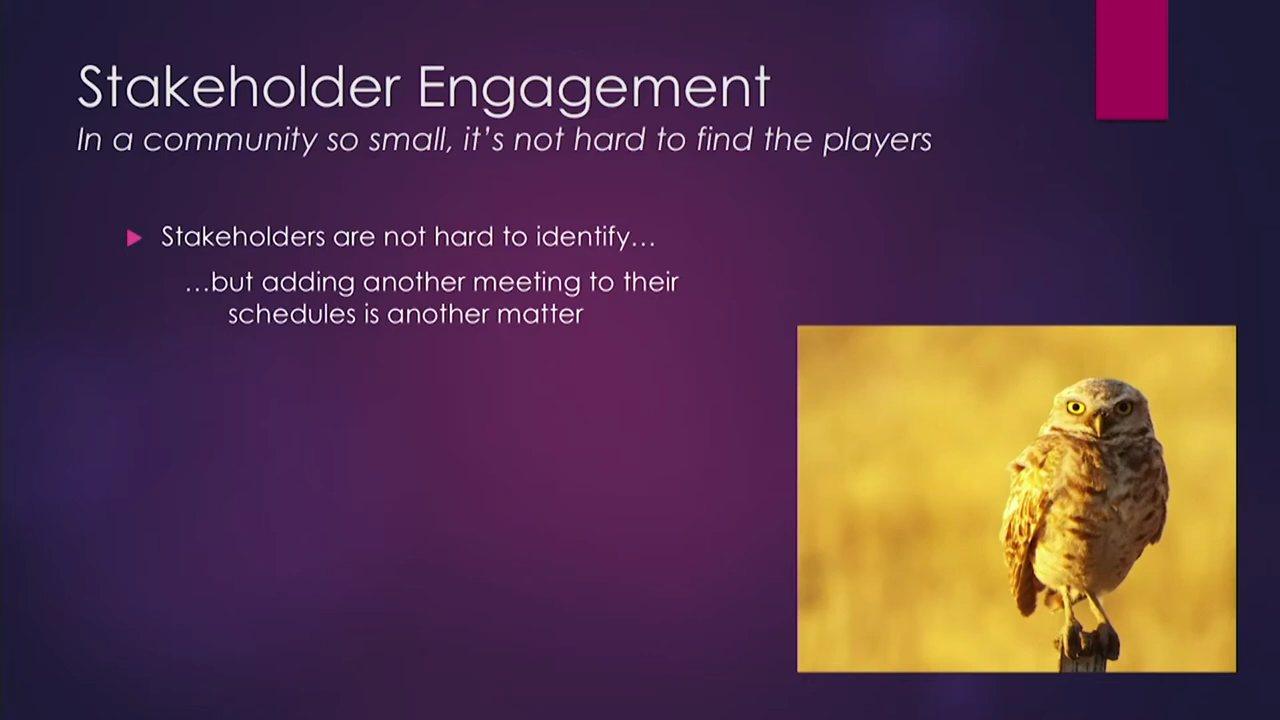 Stakeholder Engagement
In a community so small, it’s not hard to find the players
Stakeholders are not hard to identify…
…but adding another meeting to their
schedules is another matter